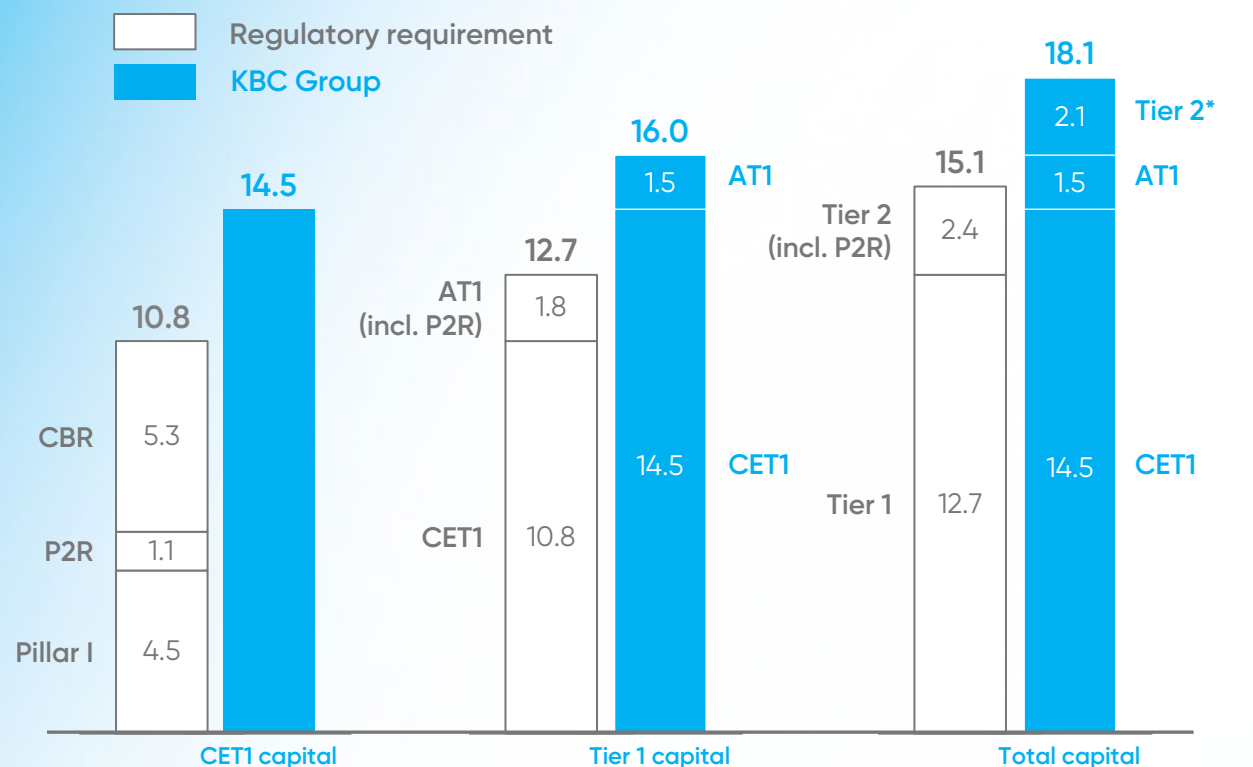 Regulatory requirement
KBC Group
10.8
CBR
5.3
P2R
1.1
Pillar I
4.5
14.5
CET1 capital
12.7
AT1
(incl. P2R)
1.8
CET1
10.8
16.0
1.5
AT1
14.5
CET1
Tier 1 capital
15.1
Tier 2
(incl. P2R)
2.4
Tier 1
12.7
18.1
2.1
Tier 2*
1.5
AT1
14.5
CET1
Total capital